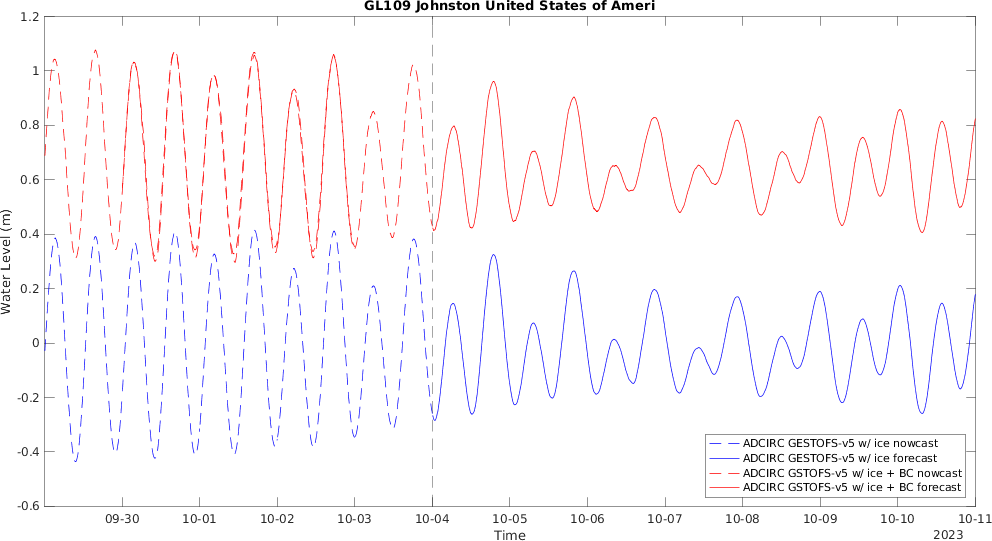 GL109 Johnston United States of Ameri
1.2
1
0.8
0.6
0.4
0.2
0
-0.2
-0.4
-0.6
Water Level (m)
ADCIRC GESTOFS-v5 w/ ice nowcast
ADCIRC GESTOFS-v5 w/ ice forecast
ADCIRC GSTOFS-v5 w/ ice + BC nowcast
ADCIRC GSTOFS-v5 w/ ice + BC forecast
09-30 10-01 10-02 10-03 10-04 10-05 10-06 10-07 10-08 10-09 10-10 10-11
Time
2023